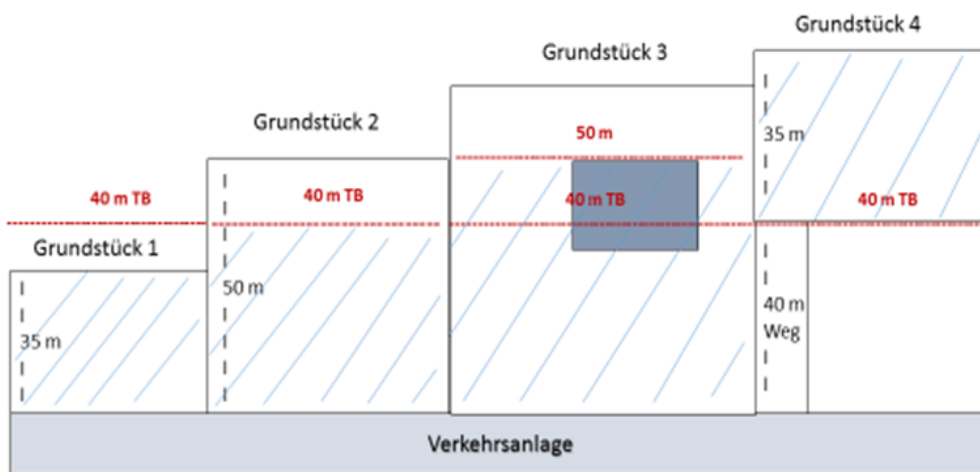 Grundstück 4
Grundstück 3
Grundstück 2
50 m
35 m
40 m TB
40 m TB
40 m TB
40 m TB
Grundstück 1
50 m
35 m
40 m
Weg
Verkehrsanlage